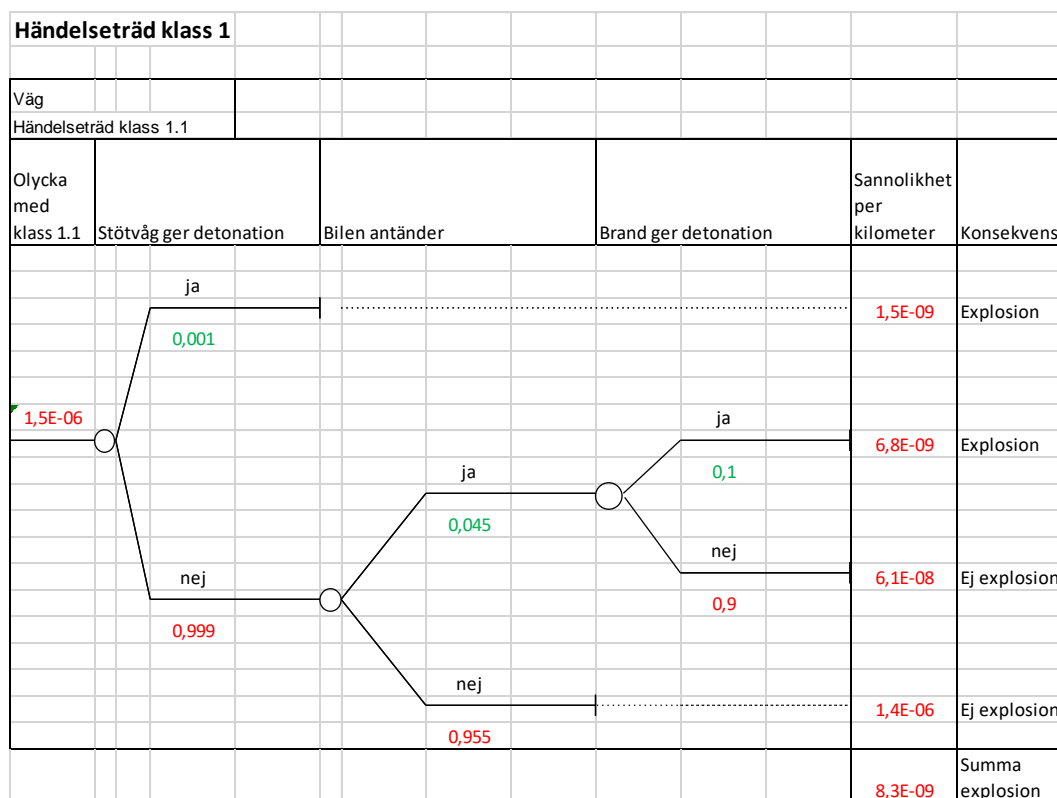 Händelseträd klass 1
Väg
Händelseträd klass 1.1
Olycka
med
klass 1.1
Stötvåg ger detonation
Bilen antänder
Brand ger detonation
Sannolikhet
per
kilometer
Konsekvens
ja
0,001
1,5E-09
Explosion
1,5E-06
ja
0,1
6,8E-09
Explosion
ja
0,045
nej
0,9
6,1E-08
Ej explosion
nej
0,999
nej
0,955
1,4E-06
Ej explosion
8,3E-09
Summa
explosion